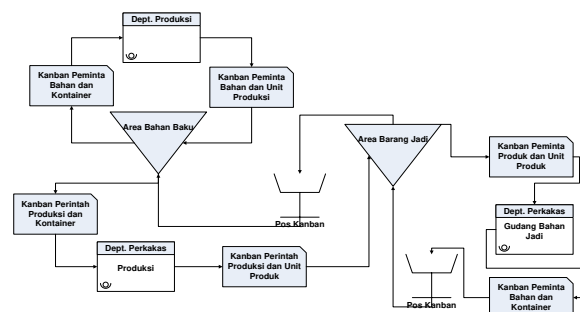 Dept. Produksi
Kanban Peminta
Bahan dan
Kontainer
Kanban Peminta
Bahan dan Unit
Produksi
Area Bahan Baku
Area Barang Jadi
Kanban Peminta
Produk dan Unit
Produk
Kanban Perintah
Produksi dan
Kontainer
Pos Kanban
Dept. Perkakas
Gudang Bahan
Jadi
Dept. Perkakas
Produksi
Kanban Perintah
Produksi dan Unit
Produk
Pos Kanban
Kanban Peminta
Bahan dan
Kontainer